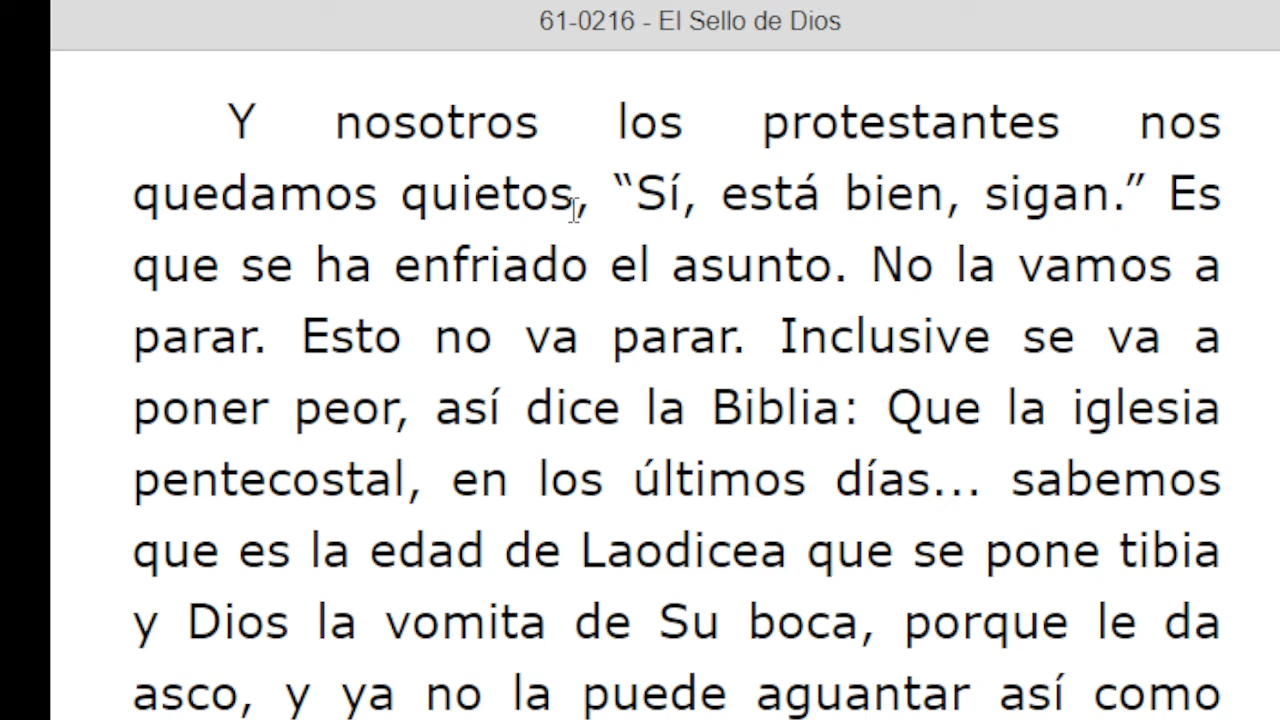 61-0216 - El Sello de Dios
Y nosotros los protestantes nos
quedamos quietos, “Sí, está bien, sigan.” Es
que se ha enfriado el asunto. No la vamos a
parar. Esto no va parar. Inclusive se va a
poner peor, así dice la Biblia: Que la iglesia
pentecostal, en los últimos días... sabemos
que es la edad de Laodicea que se pone tibia
y Dios la vomita de Su boca, porque le da
asco, y ya no la puede aguantar así como